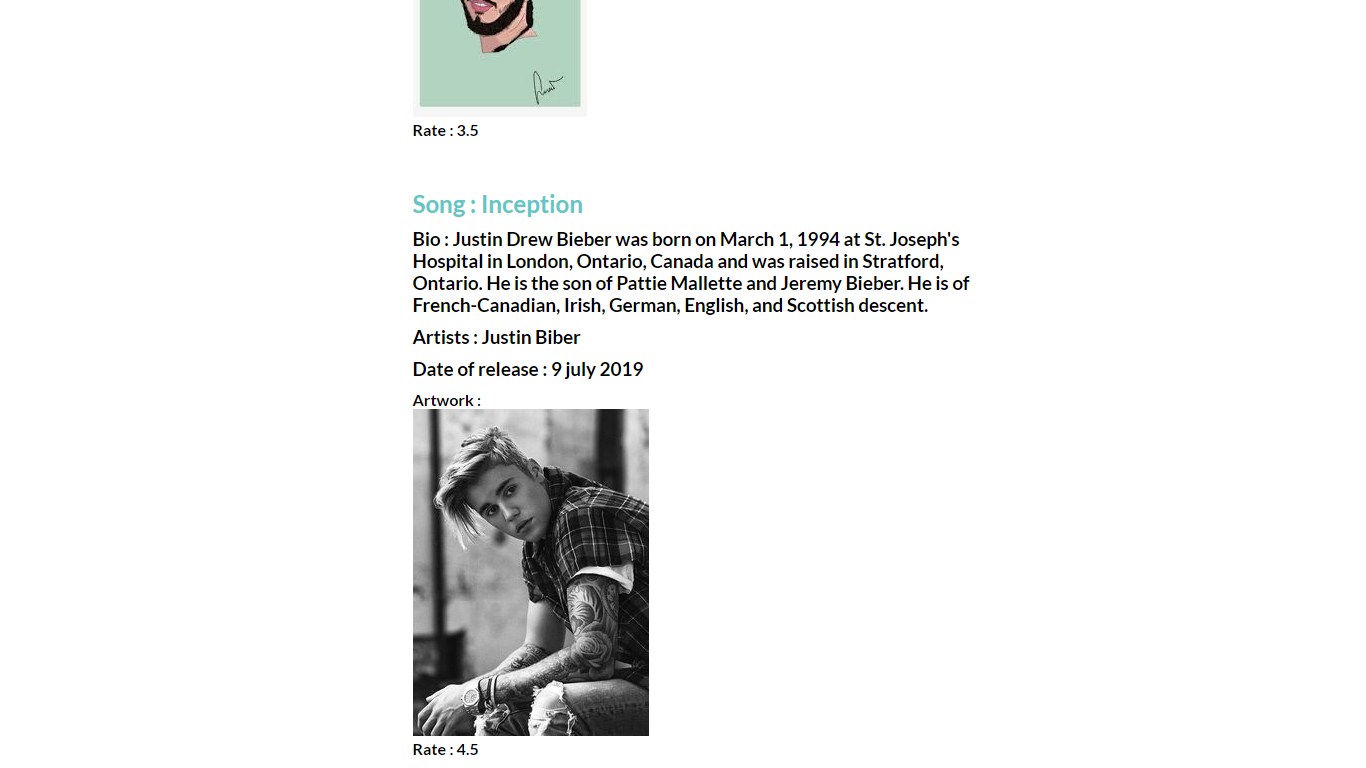 Rate : 3.5
Song : Inception
Bio : Justin Drew Bieber was born on March 1, 1994 at St. Joseph's
Hospital in London, Ontario, Canada and was raised in Stratford,
Ontario. He is the son of Pattie Mallette and Jeremy Bieber. He is of
French-Canadian, Irish, German, English, and Scottish descent.
Artists : Justin Biber
Date of release : 9 july 2019
Artwork :
Rate : 4.5